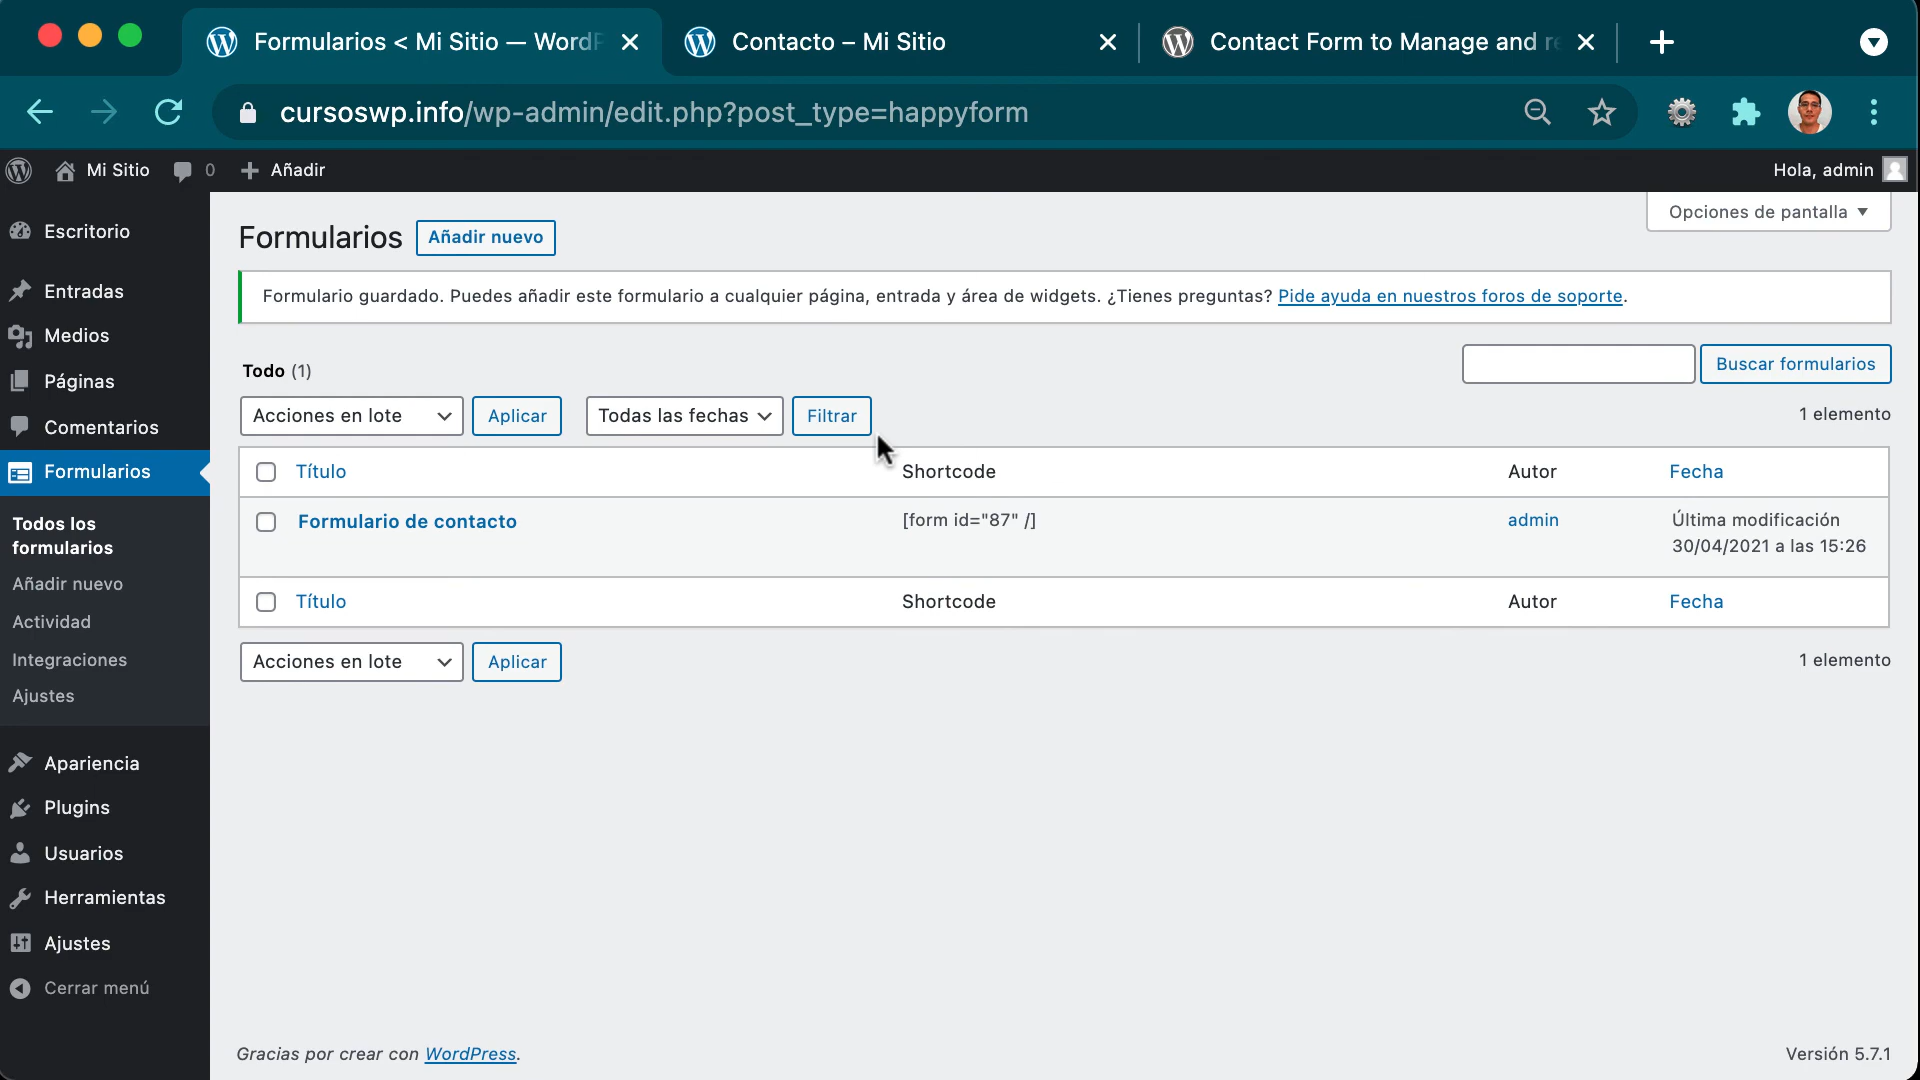 Formularios < Mi Sitio — WordP
Contacto – Mi Sitio
Contact Form to Manage and re
cursoswp.info/wp-admin/edit.php?post_type=happyform
Mi Sitio
0
Añadir
Hola, admin
Escritorio
Entradas
Medios
Páginas
Comentarios
Formularios
Todos los
formularios
Añadir nuevo
Actividad
Integraciones
Ajustes
Apariencia
Plugins
Usuarios
Herramientas
Ajustes
Cerrar menú
Opciones de pantalla
Formularios
Añadir nuevo
Formulario guardado. Puedes añadir este formulario a cualquier página, entrada y área de widgets. ¿Tienes preguntas? Pide ayuda en nuestros foros de soporte.
Todo (1)
Buscar formularios
Acciones en lote
Aplicar
Todas las fechas
Filtrar
1 elemento
Título
Shortcode
Autor
Fecha
Formulario de contacto
[form id="87" /]
admin
Última modificación
30/04/2021 a las 15:26
Título
Shortcode
Autor
Fecha
Acciones en lote
Aplicar
1 elemento
Gracias por crear con WordPress.
Versión 5.7.1